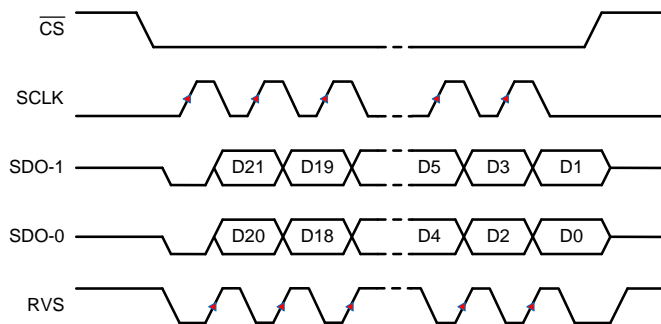 CS
SCLK
SDO-1 D21 D19 D5 D3 D1
SDO-0 D20 D18 D4 D2 D0
RVS